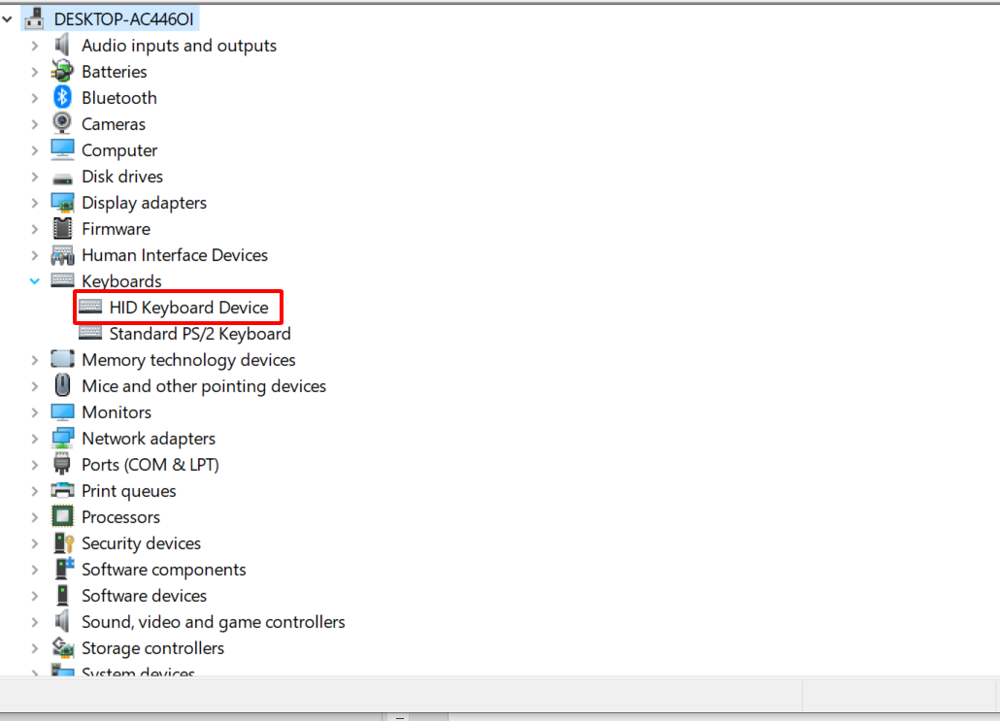 DESKTOP-AC446OI
Audio inputs and outputs
Batteries
Bluetooth
Cameras
Computer
Disk drives
Display adapters
Firmware
Human Interface Devices
Keyboards
HID Keyboard Device
Standard PS/2 Keyboard
Memory technology devices
Mice and other pointing devices
Monitors
Network adapters
Ports (COM & LPT)
Print queues
Processors
Security devices
Software components
Software devices
Sound, video and game controllers
Storage controllers
System devices